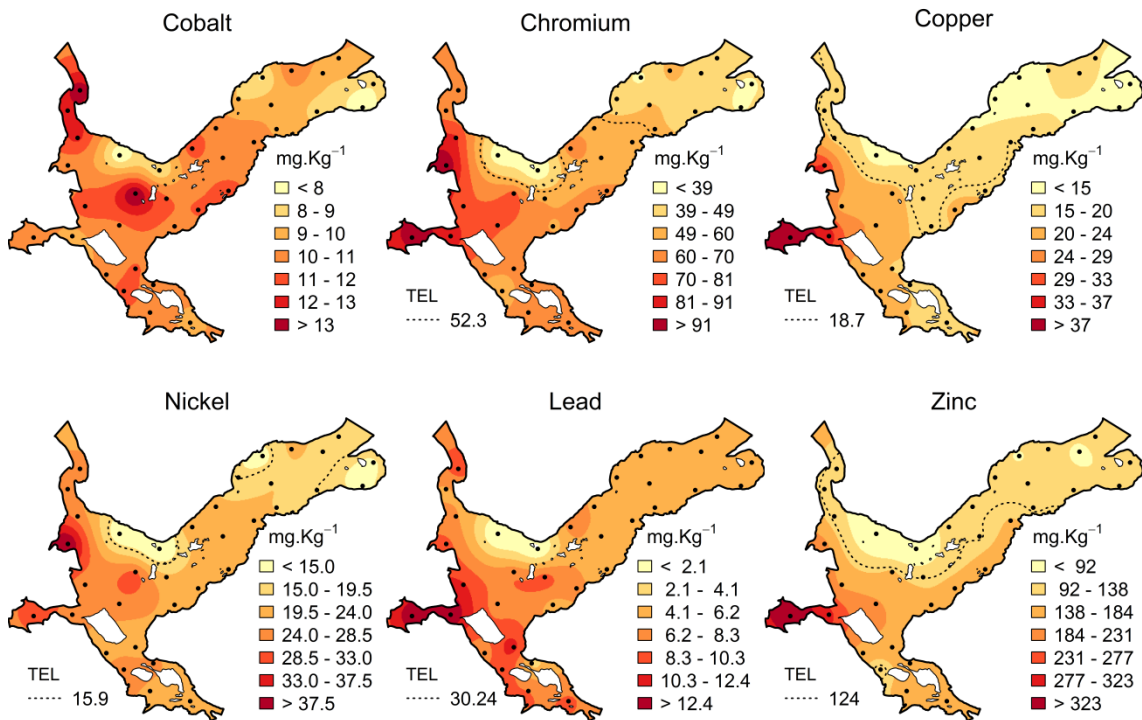 Cobalt
mg.Kg⁻¹
< 8
8 - 9
9 - 10
10 - 11
11 - 12
12 - 13
> 13
Chromium
mg.Kg⁻¹
< 39
39 - 49
49 - 60
60 - 70
70 - 81
81 - 91
> 91
TEL
52.3
Copper
mg.Kg⁻¹
< 15
15 - 20
20 - 24
24 - 29
29 - 33
33 - 37
> 37
TEL
18.7
Nickel
mg.Kg⁻¹
< 15.0
15.0 - 19.5
19.5 - 24.0
24.0 - 28.5
28.5 - 33.0
33.0 - 37.5
> 37.5
TEL
15.9
Lead
mg.Kg⁻¹
< 2.1
2.1 - 4.1
4.1 - 6.2
6.2 - 8.3
8.3 - 10.3
10.3 - 12.4
> 12.4
TEL
30.24
Zinc
mg.Kg⁻¹
< 92
92 - 138
138 - 184
184 - 231
231 - 277
277 - 323
> 323
TEL
124